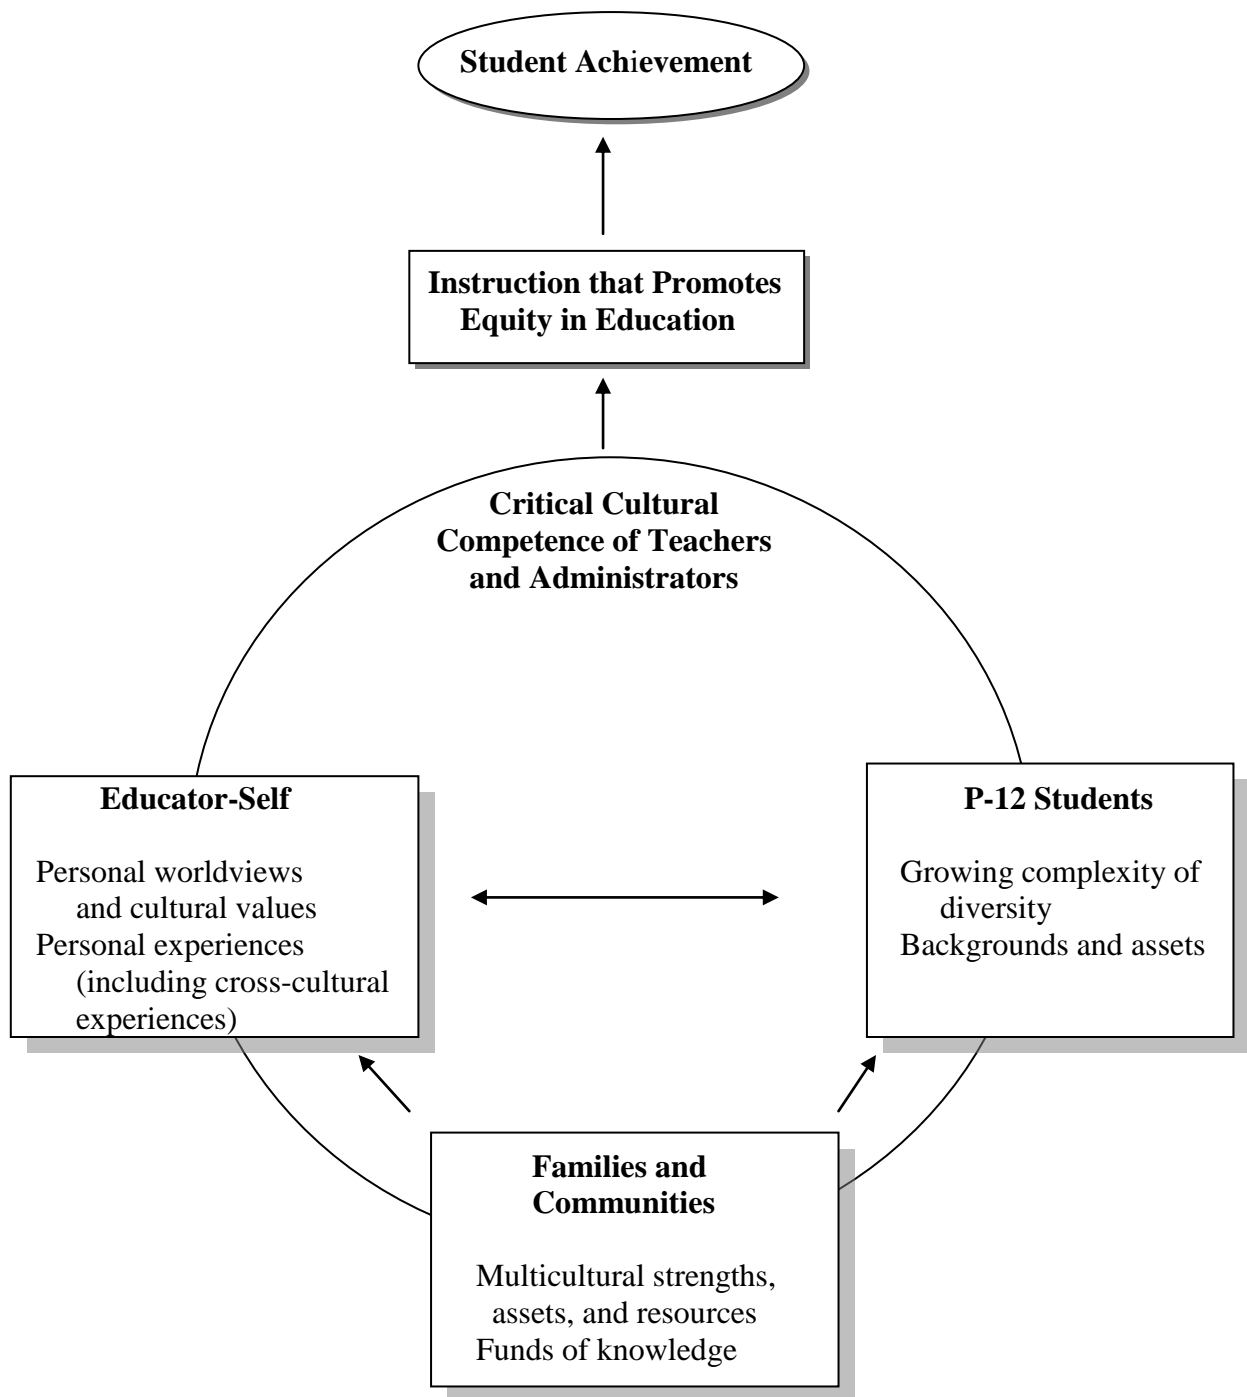 Student Achievement
Instruction that Promotes
Equity in Education
Critical Cultural
Competence of Teachers
and Administrators
Educator-Self
Personal worldviews
and cultural values
Personal experiences
(including cross-cultural
experiences)
P-12 Students
Growing complexity of
diversity
Backgrounds and assets
Families and
Communities
Multicultural strengths,
assets, and resources
Funds of knowledge